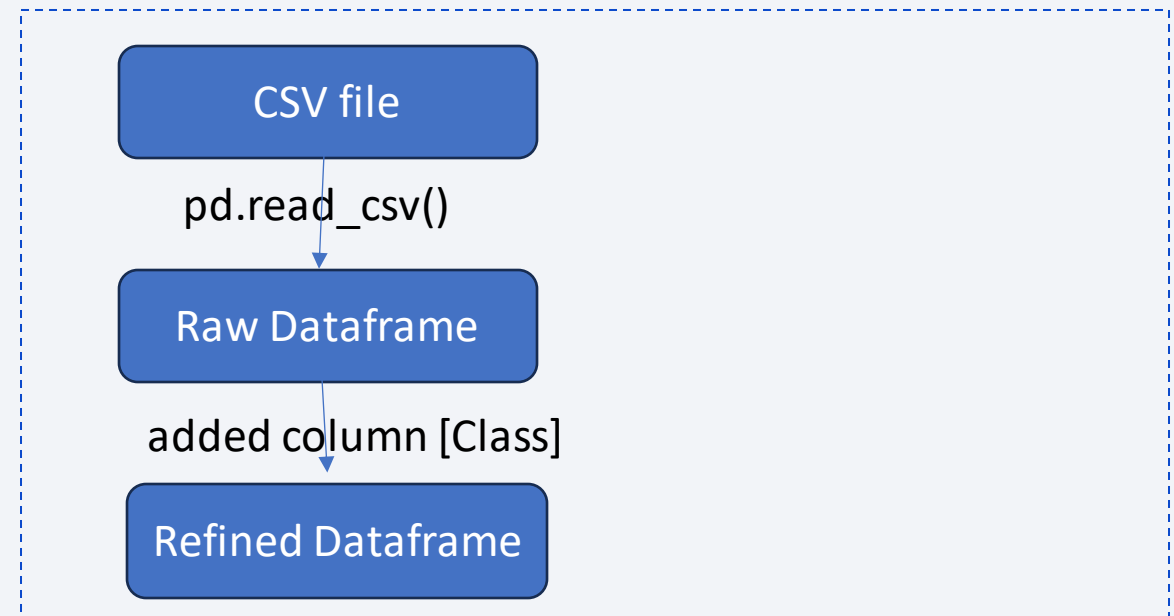 CSV file
pd.read_csv()
Raw Dataframe
added column [Class]
Refined Dataframe